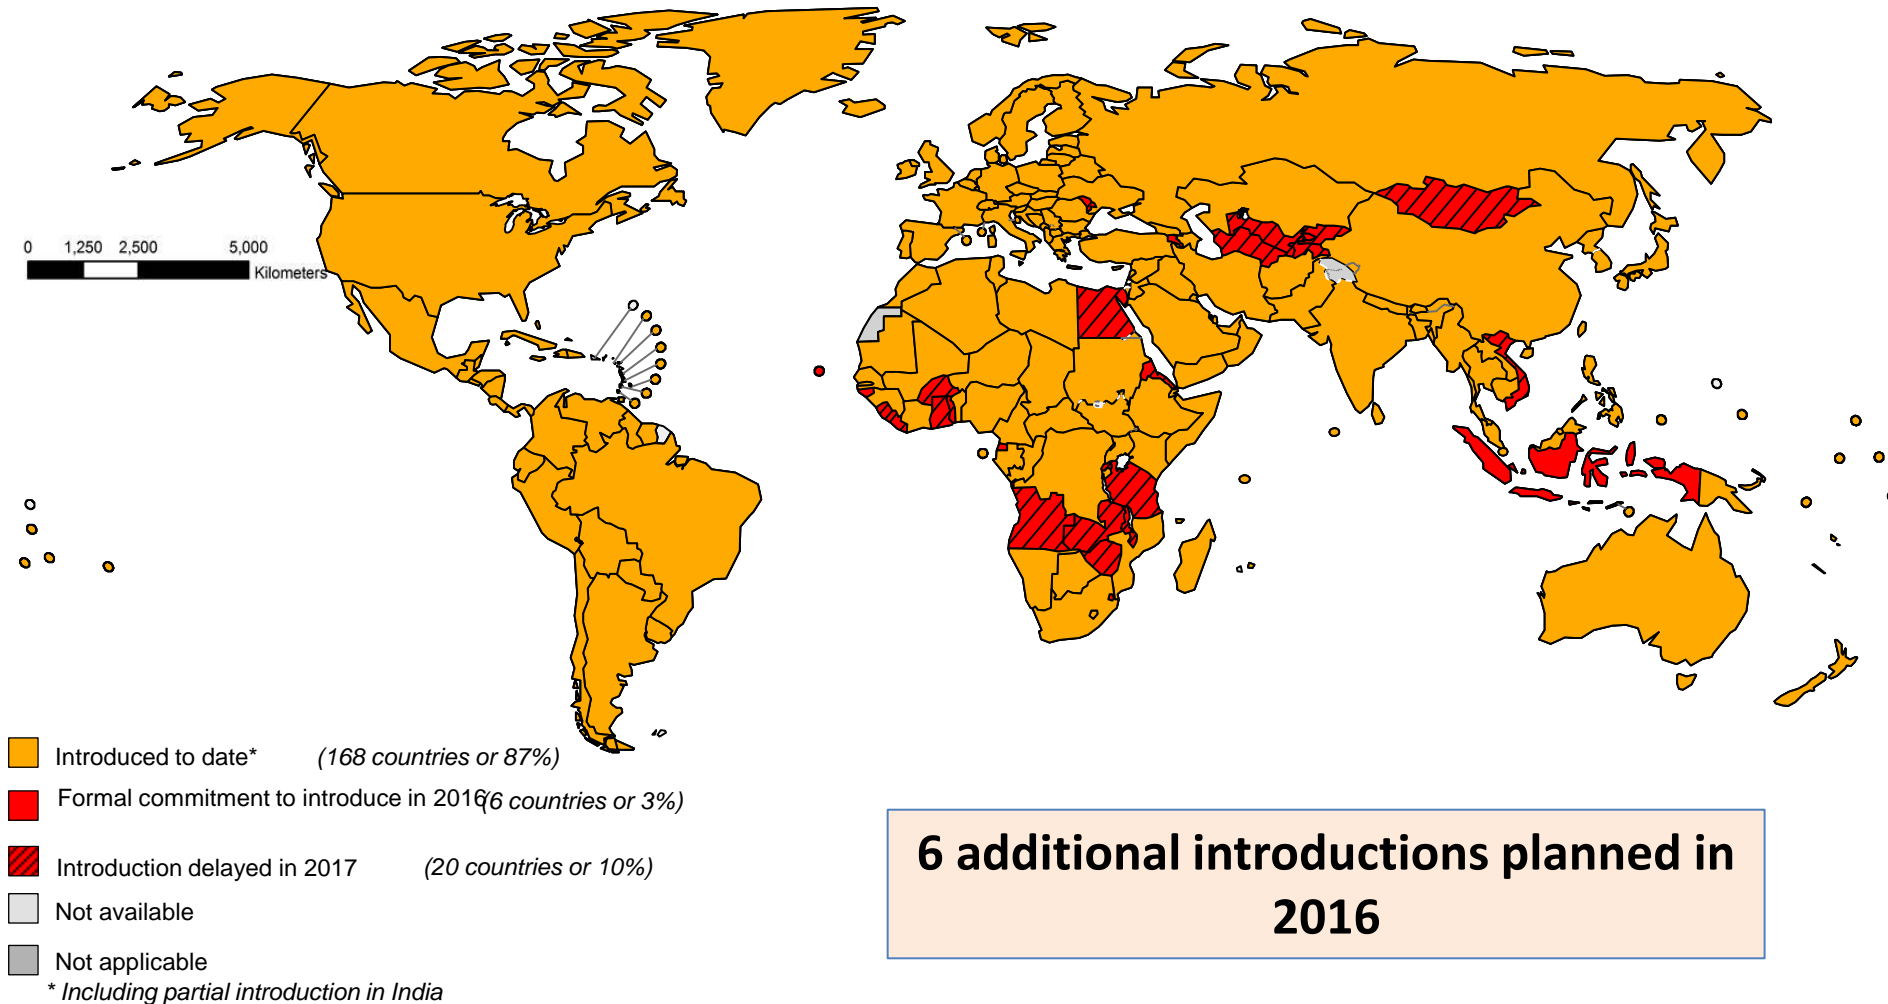 0 1,250 2,500 5,000
Kilometers
Introduced to date* (168 countries or 87%)
Formal commitment to introduce in 2016 (6 countries or 3%)
Introduction delayed in 2017 (20 countries or 10%)
Not available
Not applicable
* Including partial introduction in India
6 additional introductions planned in
2016